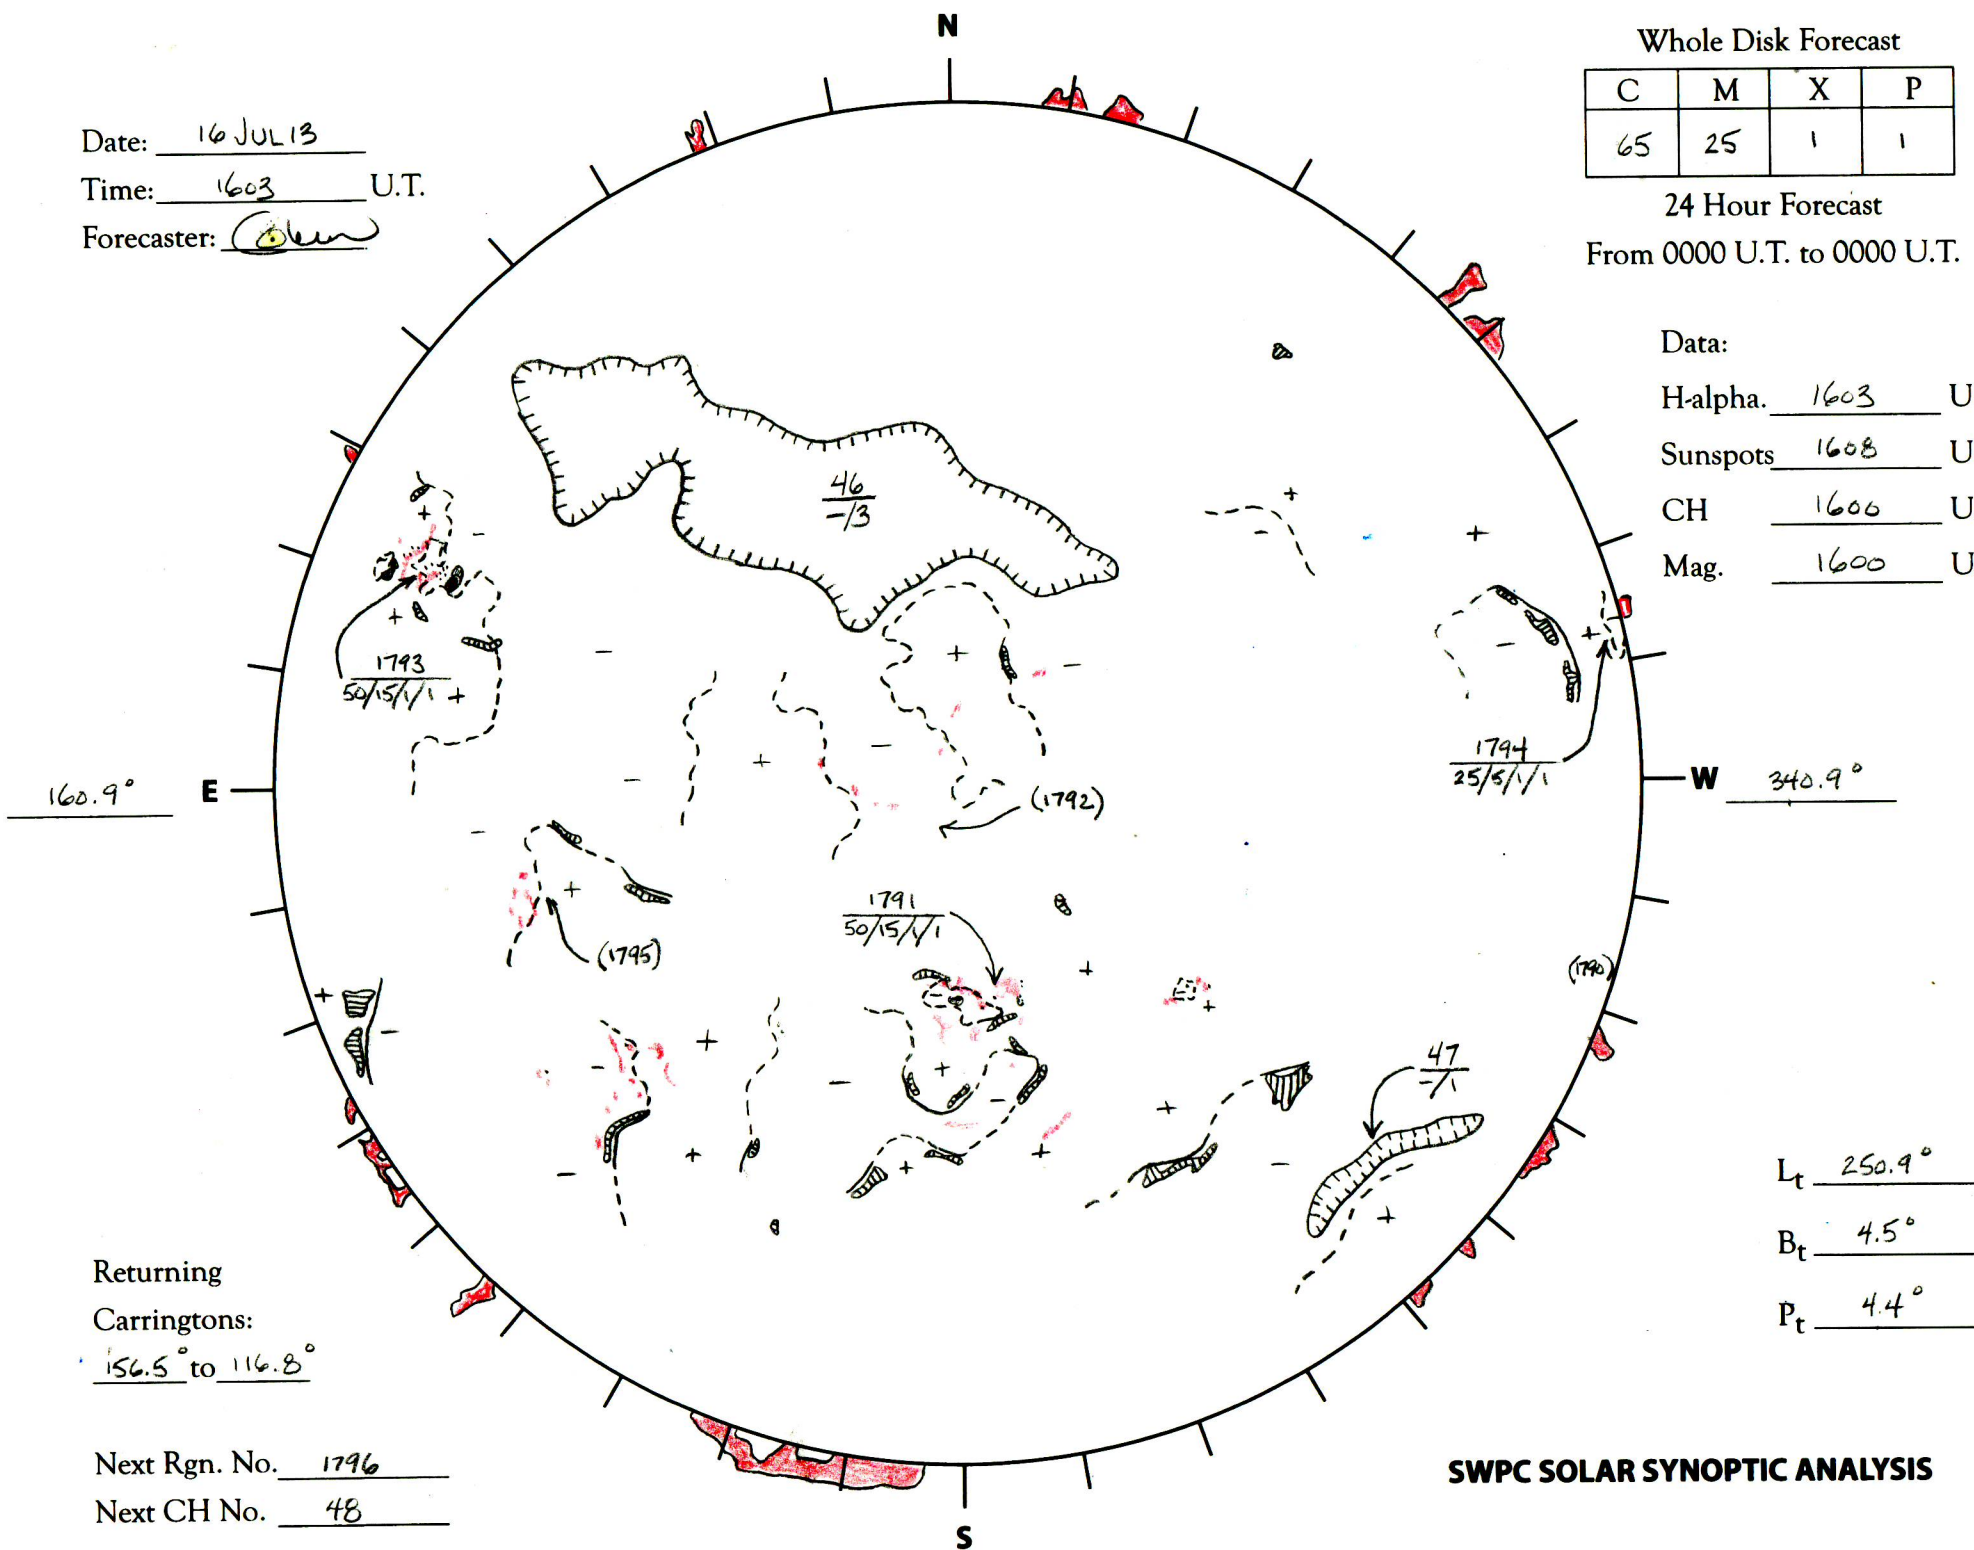 N
Date: 16 JUL 13
Time: 1603 U.T.
Forecaster:
Whole Disk Forecast
C M X P
65 25 1 1
24 Hour Forecast
From 0000 U.T. to 0000 U.T.
Data:
H-alpha. 1603 U
Sunspots 1608 U
CH 1600 U
Mag. 1600 U
46
-/3
1793
50/15/1/1
1794
25/5/1/1
160.9° E
W 340.9°
(1792)
1791
50/15/1/1
(1795)
(1790)
47
-/1
Lt 250.9°
Bt 4.5°
Pt 4.4°
Returning
Carringtons:
156.5° to 116.8°
Next Rgn. No. 1796
Next CH No. 48
SWPC SOLAR SYNOPTIC ANALYSIS
S